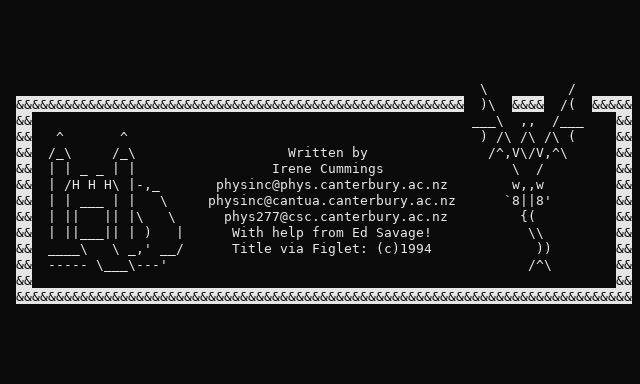 Written by
Irene Cummings
physinc@phys.canterbury.ac.nz
physinc@cantua.canterbury.ac.nz
phys277@csc.canterbury.ac.nz
With help from Ed Savage!
Title via Figlet: (c)1994